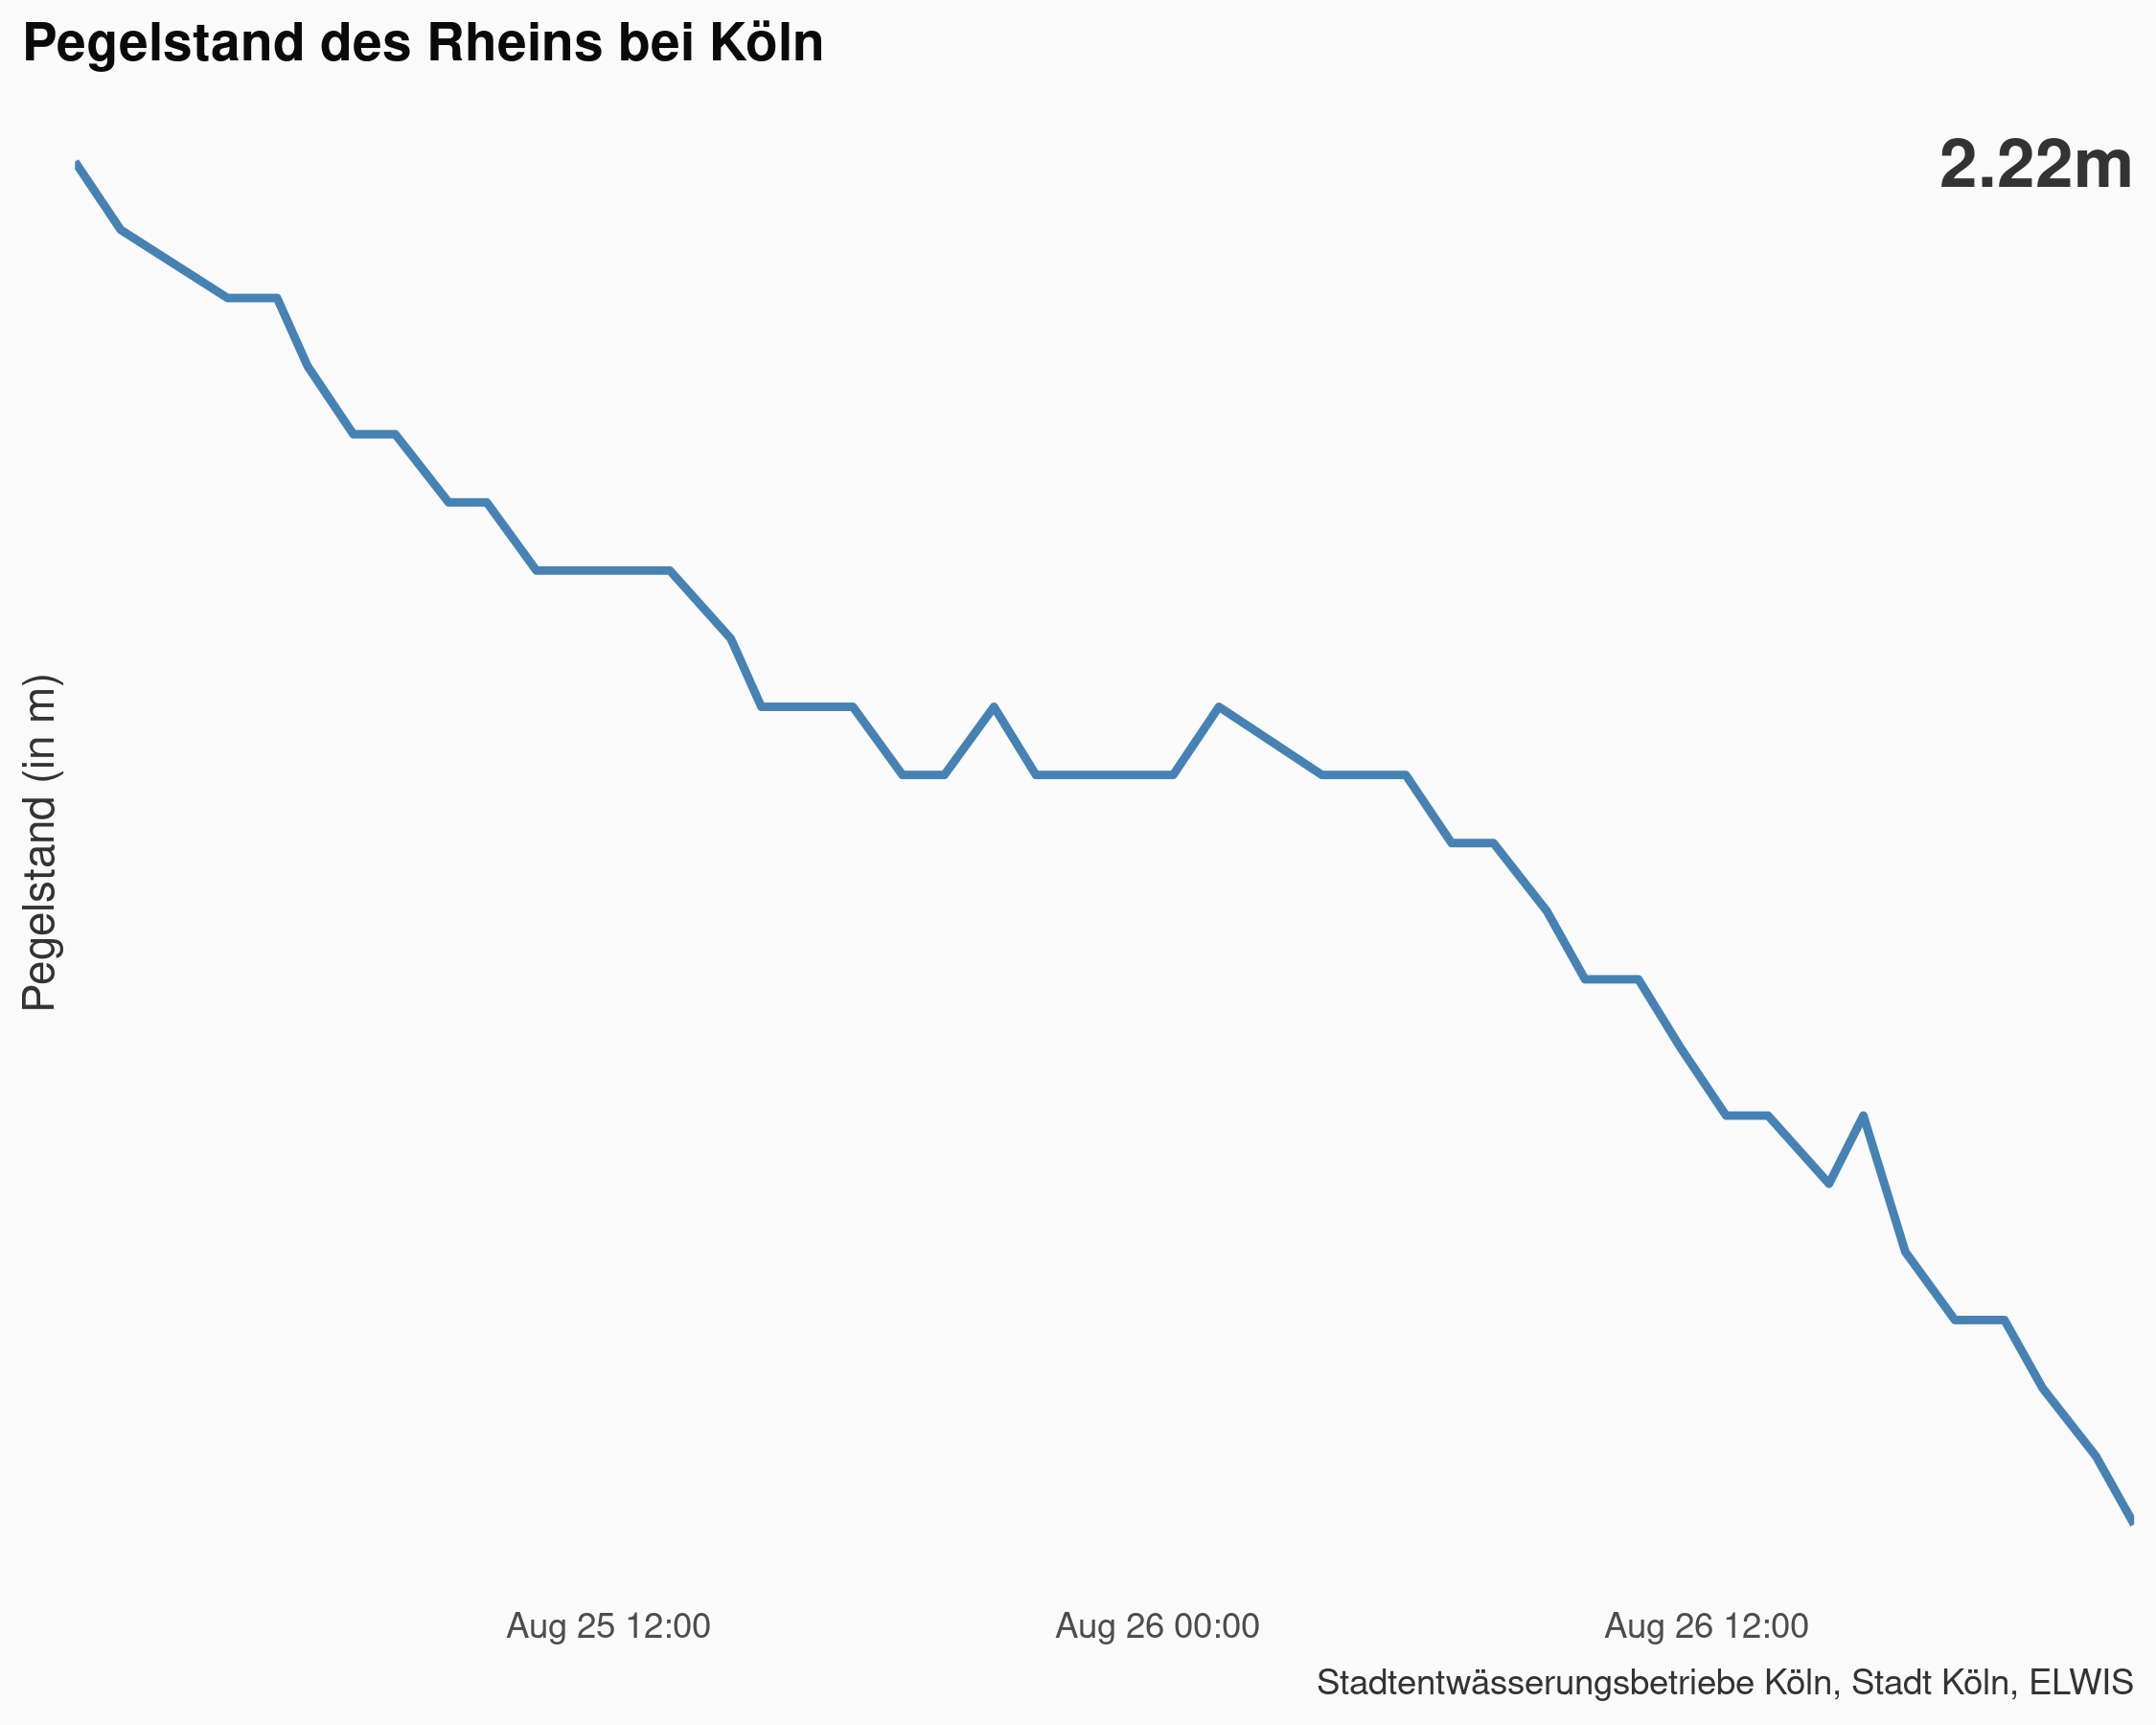 Pegelstand des Rheins bei Köln
2.22m
Pegelstand (in m)
Aug 25 12:00
Aug 26 00:00
Aug 26 12:00
Stadtentwässerungsbetriebe Köln, Stadt Köln, ELWIS